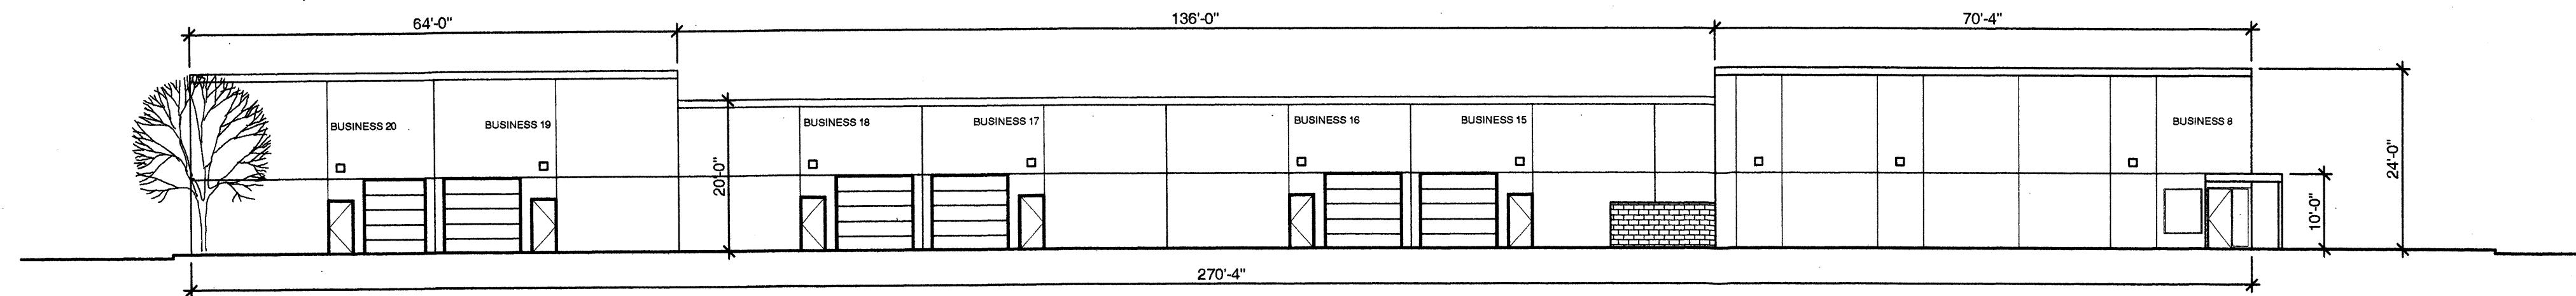 64'-0"
136'-0"
70'-4"
BUSINESS 20
BUSINESS 19
BUSINESS 18
BUSINESS 17
BUSINESS 16
BUSINESS 15
BUSINESS 8
20'-0"
24'-0"
10'-0"
270'-4"